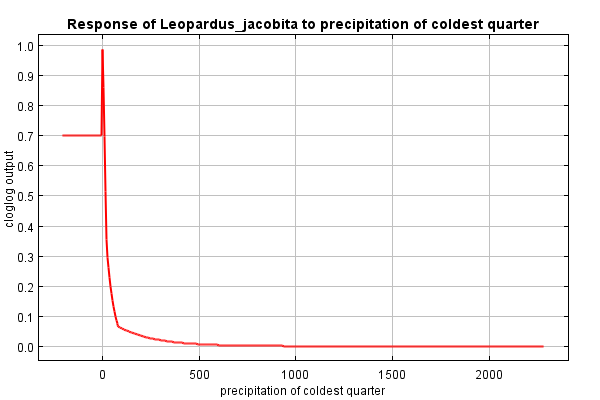 Response of Leopardus_jacobita to precipitation of coldest quarter
1.0
0.9
0.8
0.7
0.6
0.5
0.4
0.3
0.2
0.1
0.0
cloglog output
0 500 1000 1500 2000
precipitation of coldest quarter